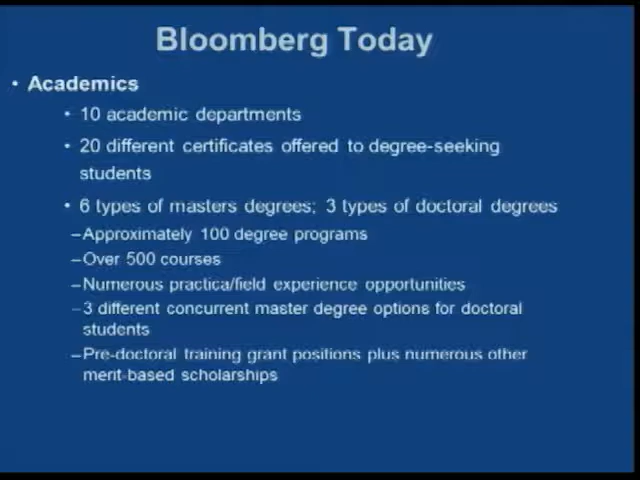 Bloomberg Today
• Academics
• 10 academic departments
• 20 different certificates offered to degree-seeking
students
• 6 types of masters degrees; 3 types of doctoral degrees
–Approximately 100 degree programs
–Over 500 courses
–Numerous practica/field experience opportunities
–3 different concurrent master degree options for doctoral
students
–Pre-doctoral training grant positions plus numerous other
merit-based scholarships